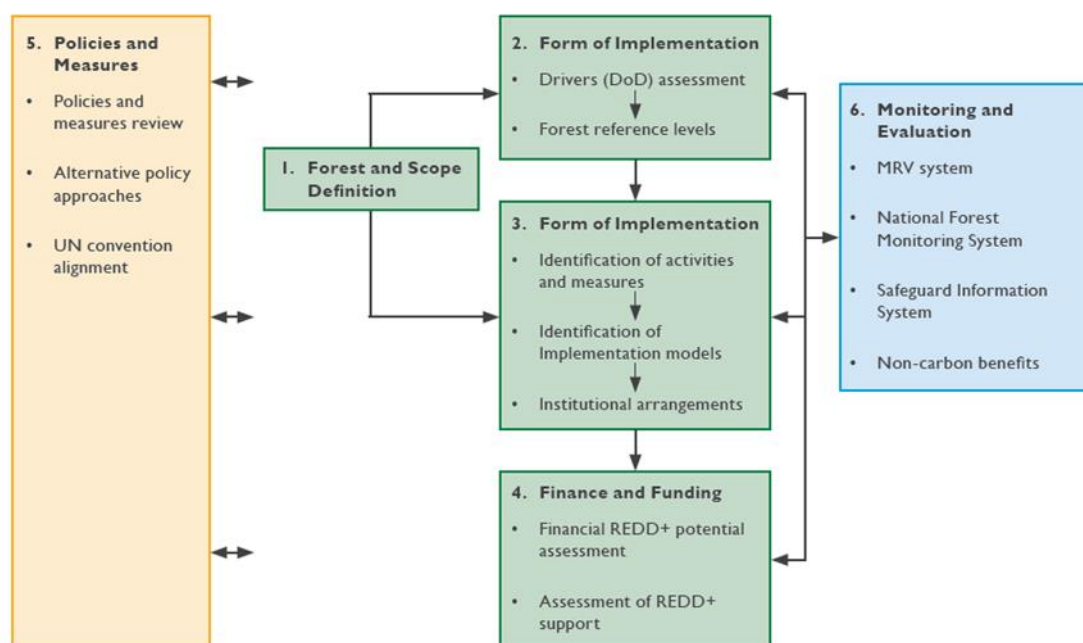 5. Policies and
Measures
• Policies and
measures review
• Alternative policy
approaches
• UN convention
alignment
1. Forest and Scope
Definition
2. Form of Implementation
• Drivers (DoD) assessment
• Forest reference levels
3. Form of Implementation
• Identification of activities
and measures
• Identification of
Implementation models
• Institutional arrangements
4. Finance and Funding
• Financial REDD+ potential
assessment
• Assessment of REDD+
support
6. Monitoring and
Evaluation
• MRV system
• National Forest
Monitoring System
• Safeguard Information
System
• Non-carbon benefits